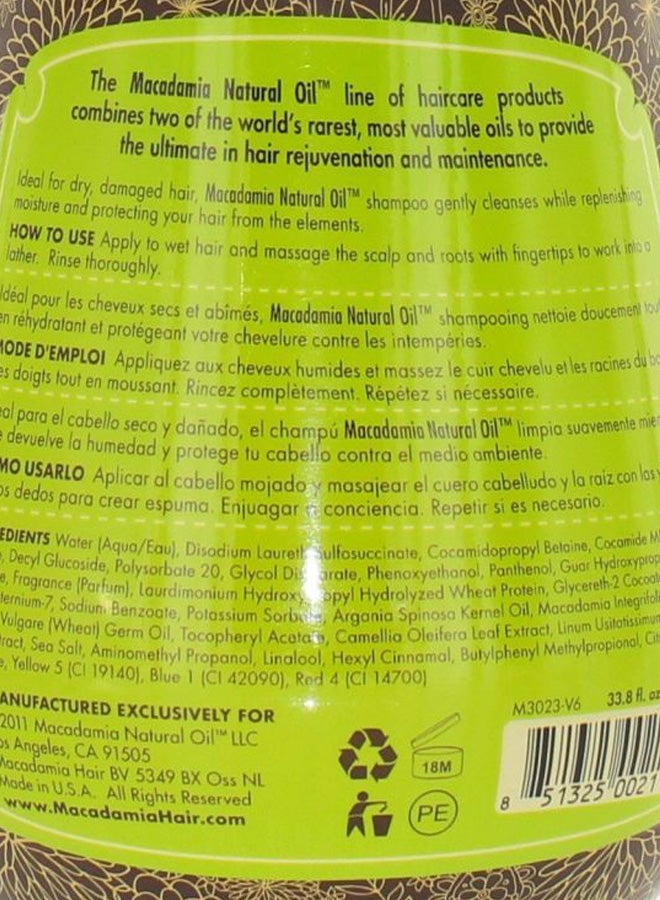 The Macadamia Natural Oil™ line of haircare products
combines two of the world's rarest, most valuable oils to provide
the ultimate in hair rejuvenation and maintenance.
Ideal for dry, damaged hair, Macadamia Natural Oil™ shampoo gently cleanses while replenishing
moisture and protecting your hair from the elements.
HOW TO USE Apply to wet hair and massage the scalp and roots with fingertips to work into a
lather. Rinse thoroughly.
Idéal pour les cheveux secs et abîmés, Macadamia Natural Oil™ shampooing nettoie doucement tout
en réhydratant et protégeant votre chevelure contre les intempéries.
MODE D'EMPLOI Appliquez aux cheveux humides et massez le cuir chevelu et les racines du bo
es doigts tout en moussant. Rincez complètement. Répétez si nécessaire.
eal para el cabello seco y dañado, el champú Macadamia Natural Oil™ limpia suavemente mie
e devuelve la humedad y protege tu cabello contra el medio ambiente.
MO USARLO Aplicar al cabello mojado y masajear el cuero cabelludo y la raiz con las y
os dedos para crear espuma. Enjuagar a conciencia. Repetir si es necesario.
EDIENTS Water (Aqua/Eau), Disodium Laureth Sulfosuccinate, Cocamidopropyl Betaine, Cocamide M
e, Decyl Glucoside, Polysorbate 20, Glycol Distearate, Phenoxyethanol, Panthenol, Guar Hydroxyprop
e, Fragrance (Parfum), Laurdimonium Hydroxypropyl Hydrolyzed Wheat Protein, Glycereth-2 Cocoat
ternium-7, Sodium Benzoate, Potassium Sorbate, Argania Spinosa Kernel Oil, Macadamia Integrifol
Vulgare (Wheat) Germ Oil, Tocopheryl Acetate, Camellia Oleifera Leaf Extract, Linum Usitatissimum
tract, Sea Salt, Aminomethyl Propanol, Linalool, Hexyl Cinnamal, Butylphenyl Methylpropional, Cit
e, Yellow 5 (CI 19140), Blue 1 (CI 42090), Red 4 (CI 14700)
ANUFACTURED EXCLUSIVELY FOR
2011 Macadamia Natural Oil™ LLC
os Angeles, CA 91505
Macadamia Hair BV 5349 BX Oss NL
Made in U.S.A. All Rights Reserved
www.MacadamiaHair.com
18M
PE
M3023-V6 33.8 fl. oz
8 51325 0021